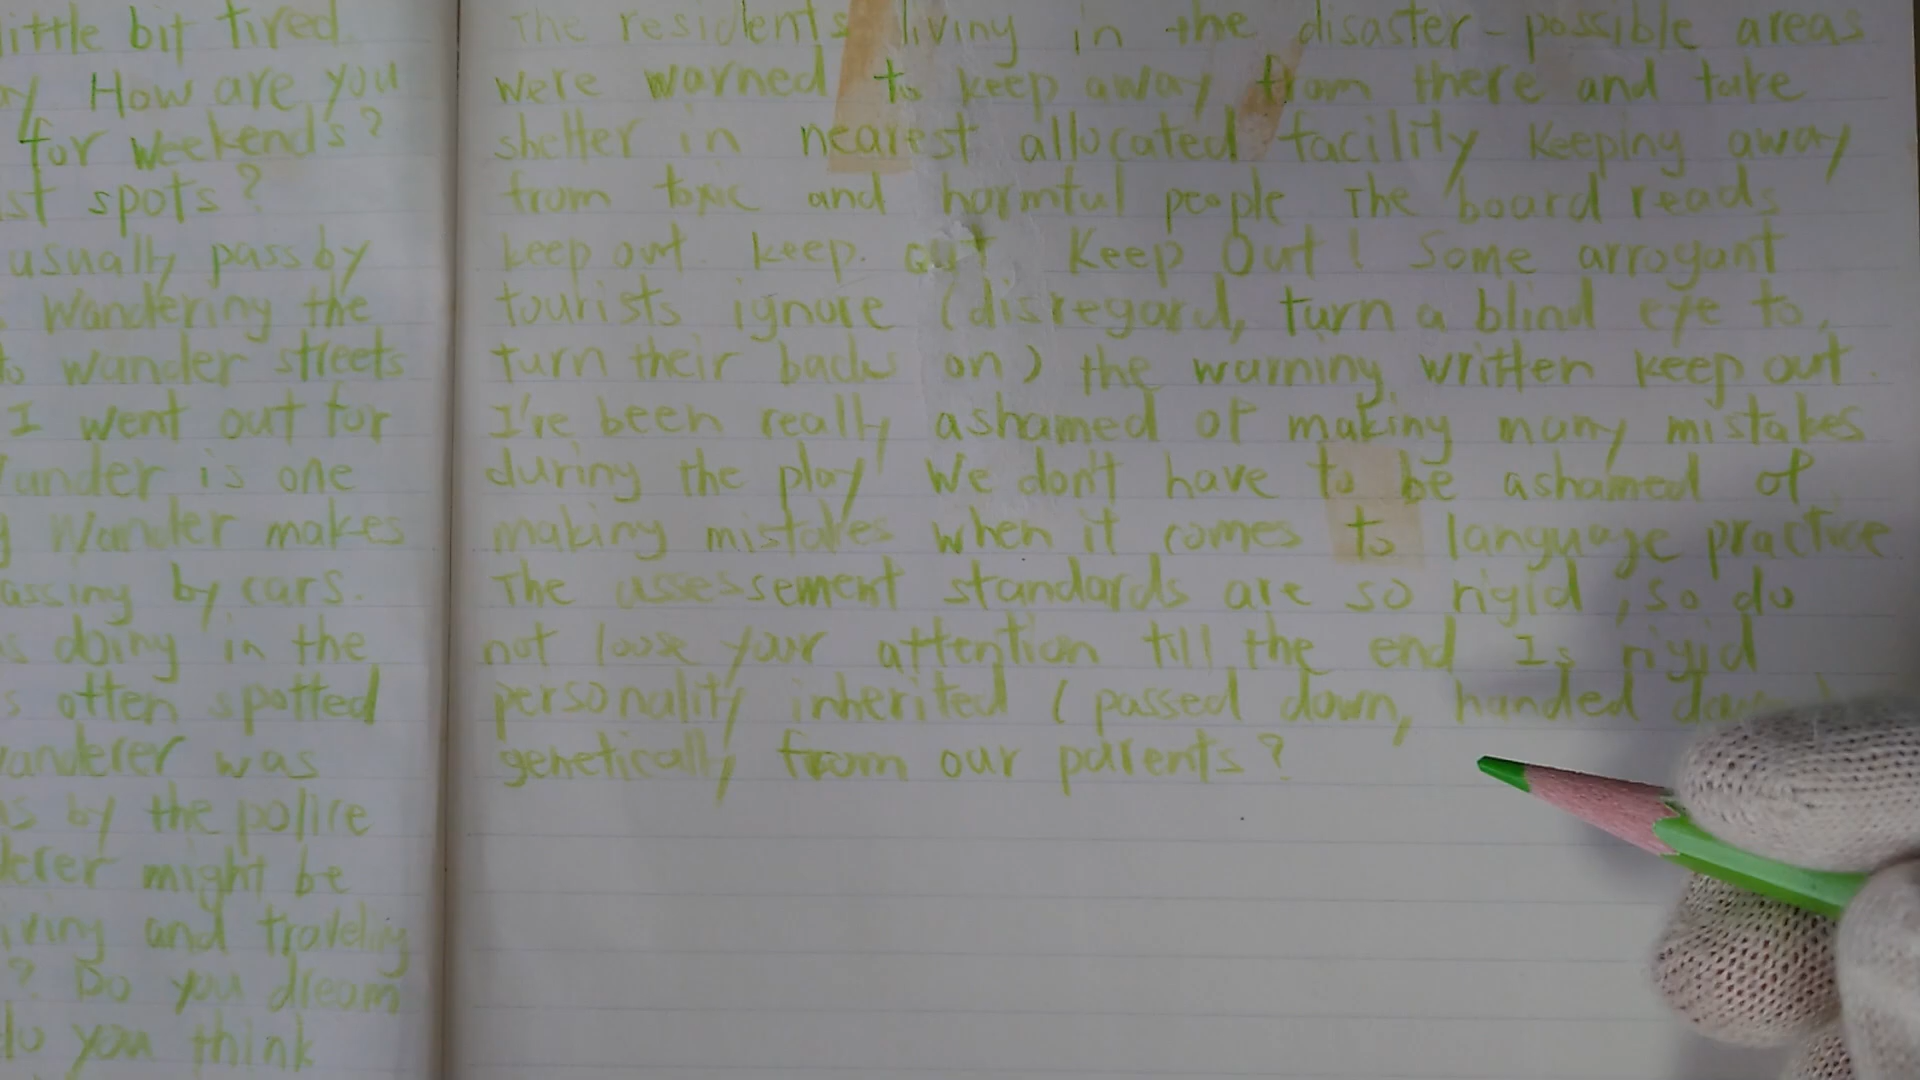 little bit tired
How are you
for weekends?
st spots?
usually pass by
Wandering the
to wander streets
I went out for
wander is one
Wander makes
assing by cars.
s doing in the
s often spotted
wanderer was
as by the police
derer might be
iving and traveling
? Do you dream
do you think
The residents living in the disaster-possible areas
were warned to keep away from there and take
shelter in nearest allocated facility Keeping away
from toxic and harmful people. The board reads
keep out. keep. out Keep Out! Some arrogant
tourists ignore (disregard, turn a blind eye to,
turn their backs on) the warning written keep out.
I've been really ashamed of making many mistakes
during the play We don't have to be ashamed of
making mistakes when it comes to language practice
The assessement standards are so rigid, so do
not loose your attention till the end Is rigid
personality inherited (passed down, handed down)
genetically from our parents?